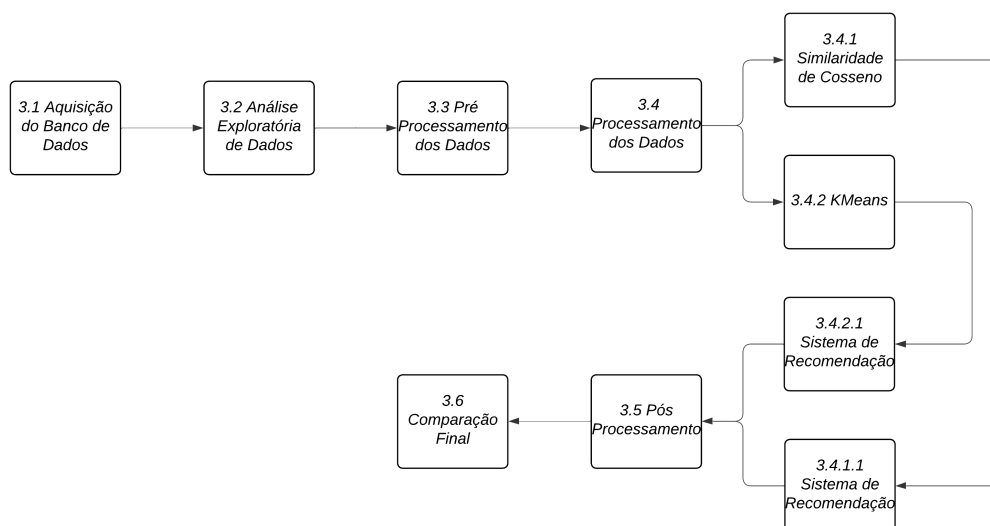 3.1 Aquisição
do Banco de
Dados
3.2 Análise
Exploratória
de Dados
3.3 Pré
Processamento
dos Dados
3.4
Processamento
dos Dados
3.4.1
Similaridade
de Cosseno
3.4.2 KMeans
3.4.2.1
Sistema de
Recomendação
3.4.1.1
Sistema de
Recomendação
3.5 Pós
Processamento
3.6
Comparação
Final